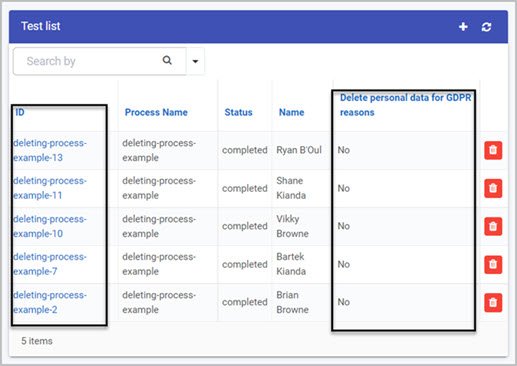 Test list
Search by
ID Process Name Status Name Delete personal data for GDPR
reasons
deleting-process- deleting-process- completed Ryan B'Oul No
example-13 example
deleting-process- deleting-process- completed Shane No
example-11 example Kianda
deleting-process- deleting-process- completed Vikky No
example-10 example Browne
deleting-process- deleting-process- completed Bartek No
example-7 example Kianda
deleting-process- deleting-process- completed Brian No
example-2 example Browne
5 items